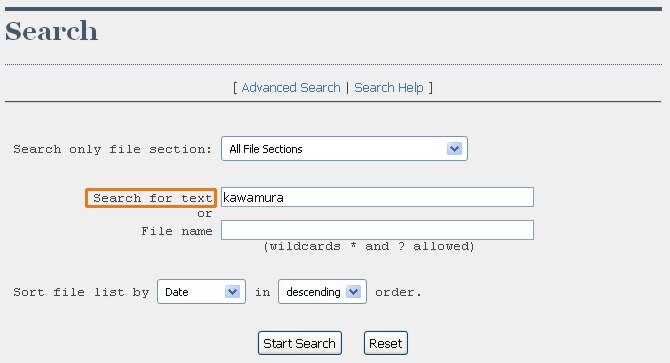 Search
[ Advanced Search | Search Help ]
Search only file section: All File Sections
Search for text kawamura
or
File name
(wildcards * and ? allowed)
Sort file list by Date in descending order.
Start Search Reset